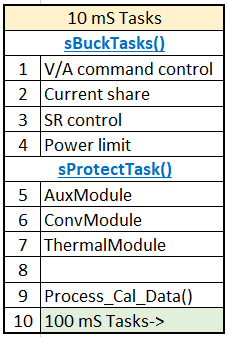 10 mS Tasks
sBuckTasks()
1 V/A command control
2 Current share
3 SR control
4 Power limit
sProtectTask()
5 AuxModule
6 ConvModule
7 ThermalModule
8
9 Process_Cal_Data()
10 100 mS Tasks->